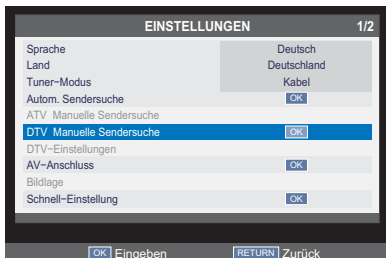 EINSTELLUNGEN 1/2
Sprache Deutsch
Land Deutschland
Tuner-Modus Kabel
Autom. Sendersuche OK
ATV Manuelle Sendersuche
DTV Manuelle Sendersuche OK
DTV-Einstellungen
AV-Anschluss OK
Bildlage
Schnell-Einstellung OK
OK Eingeben RETURN Zurück